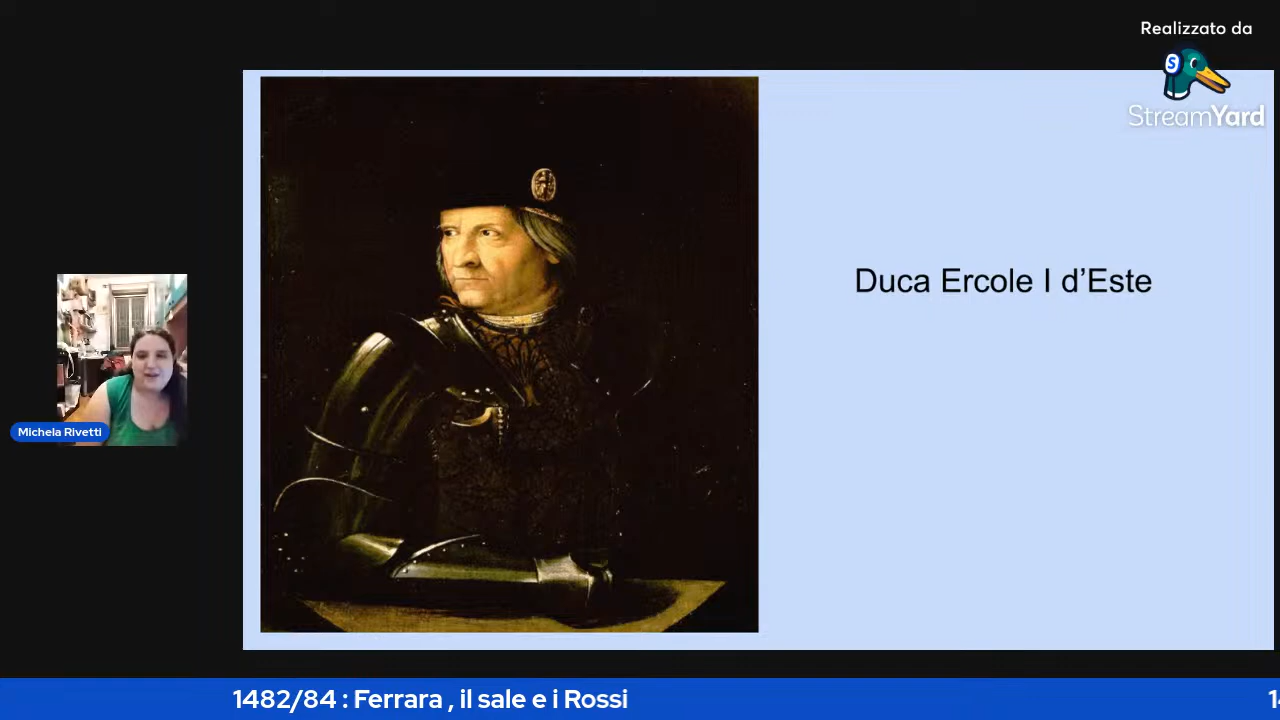 Realizzato da
S
StreamYard
Duca Ercole I d’Este
Michela Rivetti
1482/84 : Ferrara , il sale e i Rossi